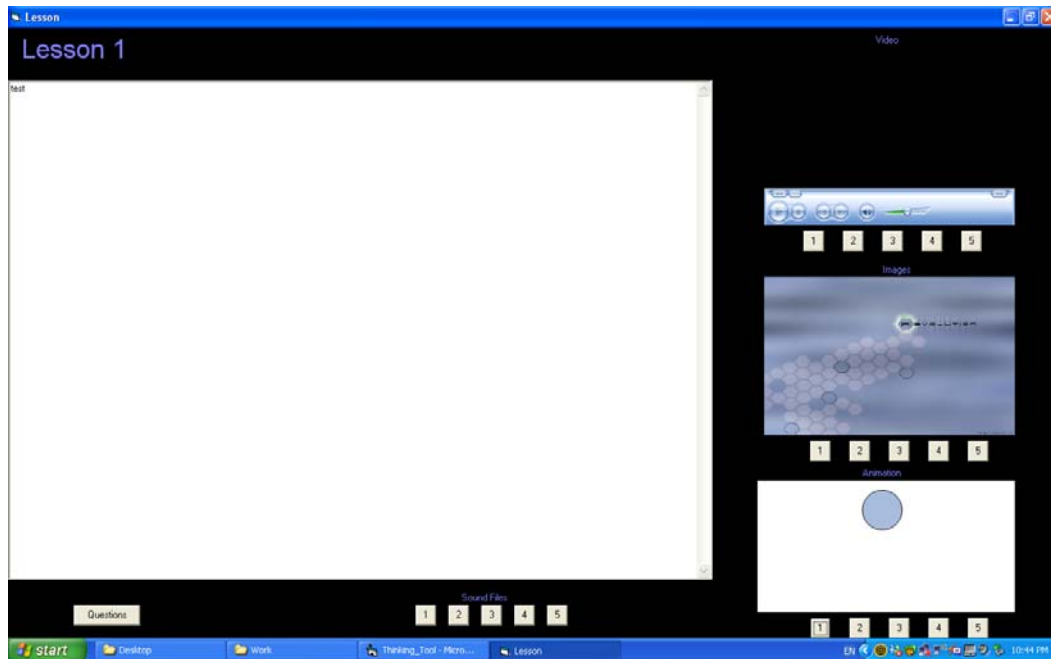 Lesson
Lesson 1
Video
test
1 2 3 4 5
Images
1 2 3 4 5
Animation
Sound Files
Questions
1 2 3 4 5
1 2 3 4 5
start
Desktop
Work
Thinking_Tool - Micro...
Lesson
EN
10:44 PM